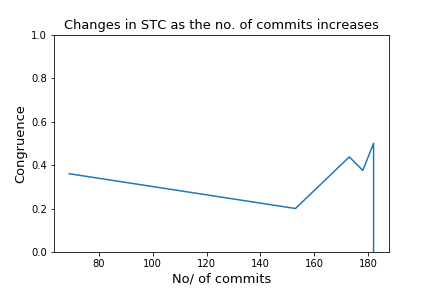 Changes in STC as the no. of commits increases
1.0
0.8
0.6
0.4
0.2
0.0
Congruence
80 100 120 140 160 180
No/ of commits